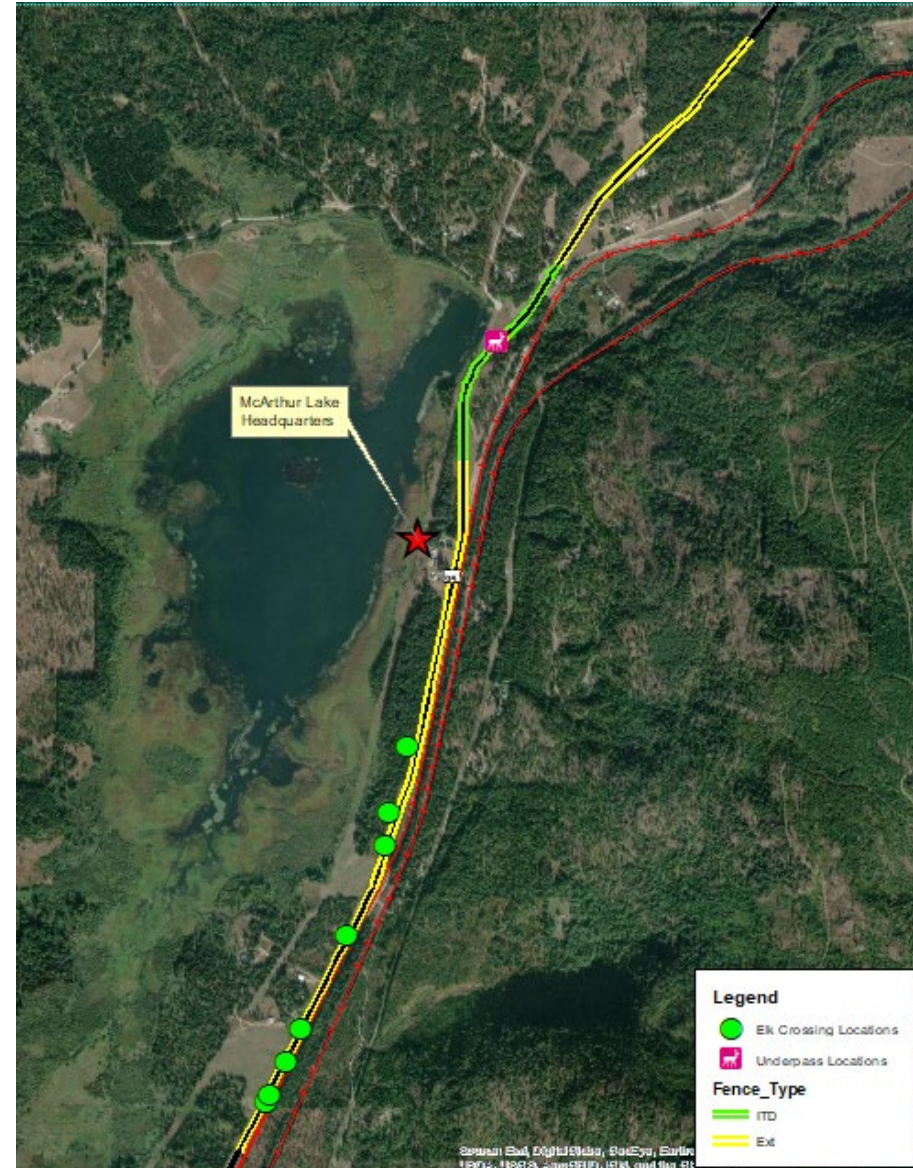 McArthur Lake
Headquarters
Legend
Elk Crossing Locations
Underpass Locations
Fence_Type
ITD
Ext